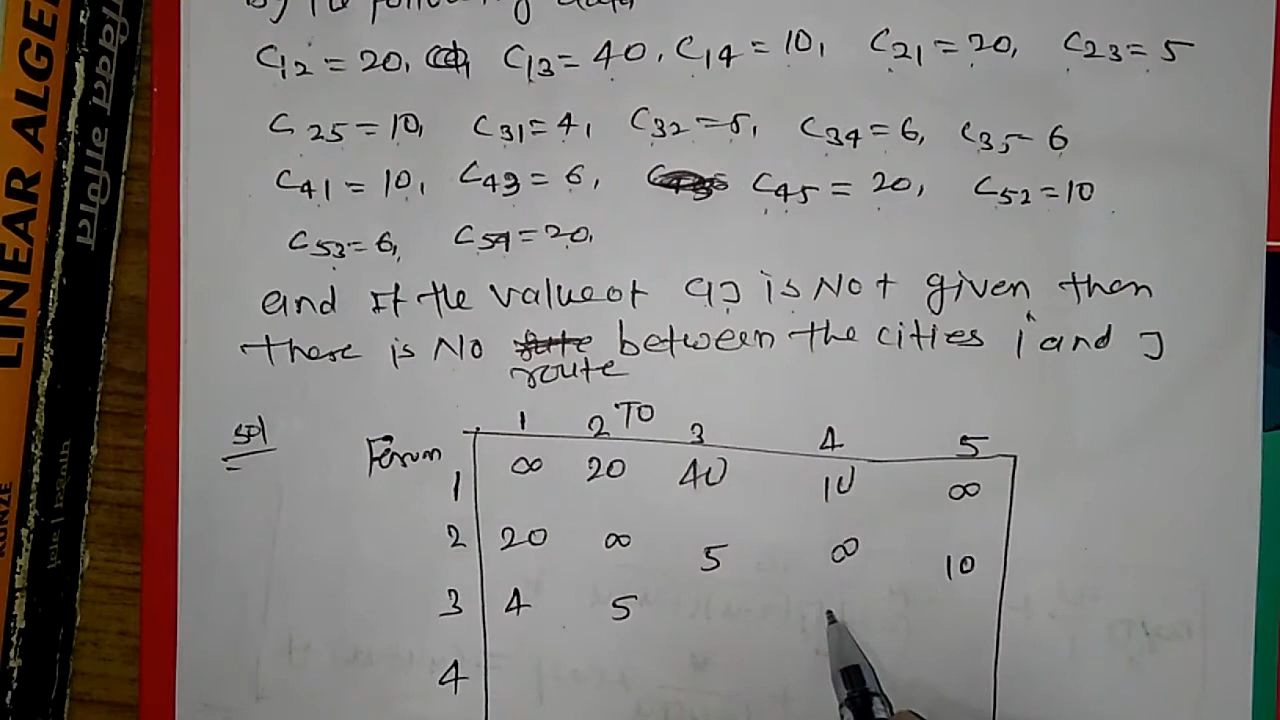 LINEAR ALGE
KUNZE
C12 = 20, C13 = 40, C14 = 10, C21 = 20, C23 = 5
C25 = 10, C31 = 4, C32 = 5, C34 = 6, C35 = 6
C41 = 10, C43 = 6, C45 = 20, C52 = 10
C53 = 6, C54 = 20,
and If the value of CIJ is Not given then
there is No route between the cities i and J
Sol
From
TO
1 2 3 4 5
1 ∞ 20 40 10 ∞
2 20 ∞ 5 ∞ 10
3 4 5
4